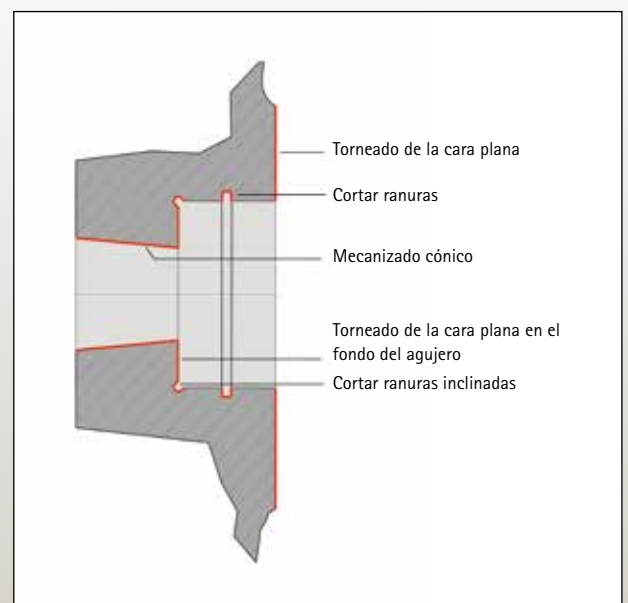 Torneado de la cara plana
Cortar ranuras
Mecanizado cónico
Torneado de la cara plana en el
fondo del agujero
Cortar ranuras inclinadas